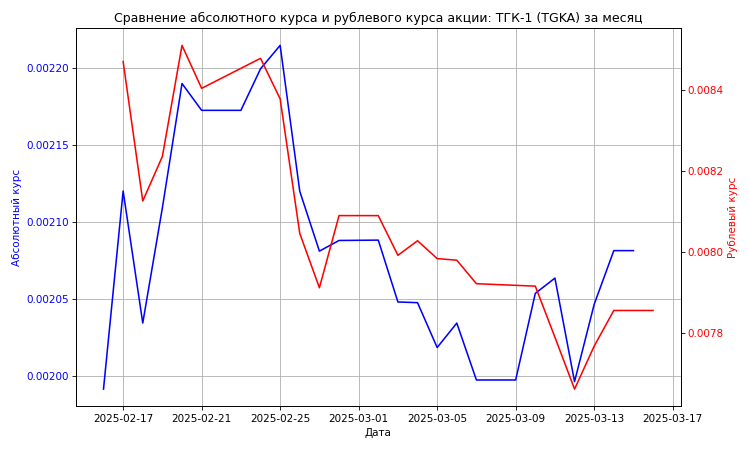 Сравнение абсолютного курса и рублевого курса акции: ТГК-1 (TGKA) за месяц
0.00220
0.00215
0.00210
0.00205
0.00200
Абсолютный курс
0.0084
0.0082
0.0080
0.0078
Рублевый курс
2025-02-17 2025-02-21 2025-02-25 2025-03-01 2025-03-05 2025-03-09 2025-03-13 2025-03-17
Дата